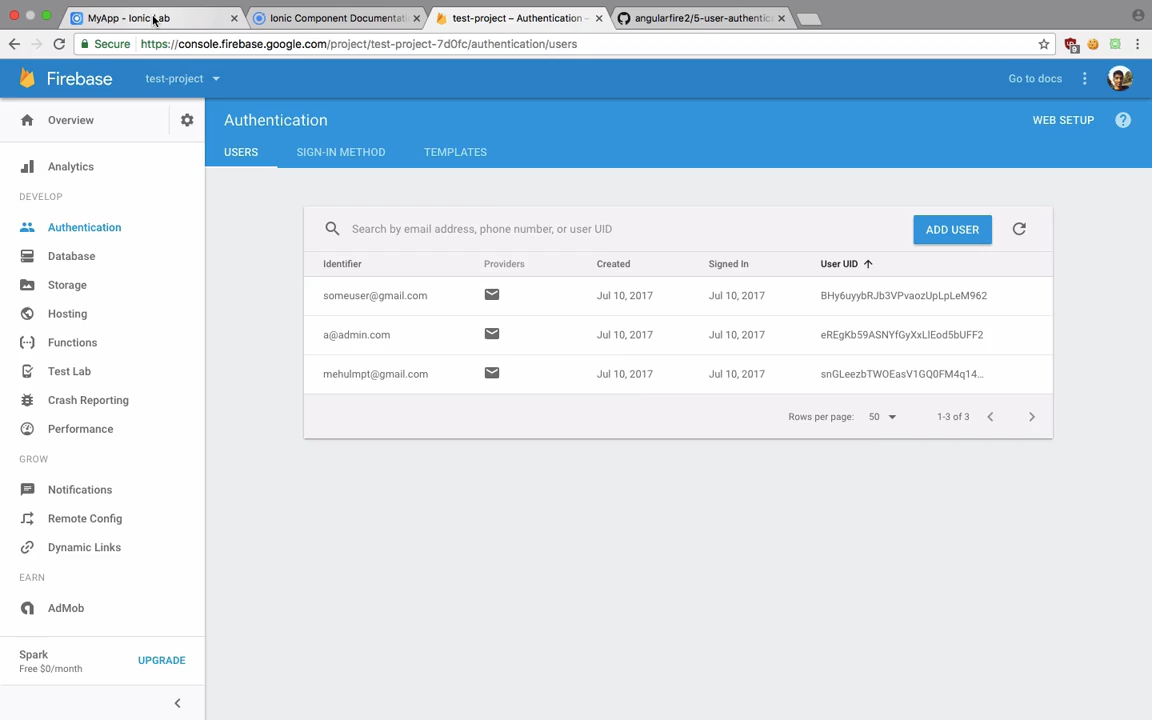 MyApp - Ionic Lab
Ionic Component Documentati
test-project – Authentication –
angularfire2/5-user-authentic
Secure https://console.firebase.google.com/project/test-project-7d0fc/authentication/users
9
Firebase test-project Go to docs
Overview
Authentication
WEB SETUP
USERS SIGN-IN METHOD TEMPLATES
Analytics
DEVELOP
Authentication
Database
Storage
Hosting
Functions
Test Lab
Crash Reporting
Performance
GROW
Notifications
Remote Config
Dynamic Links
EARN
AdMob
Spark
Free $0/month
UPGRADE
Search by email address, phone number, or user UID
ADD USER
Identifier Providers Created Signed In User UID
someuser@gmail.com Jul 10, 2017 Jul 10, 2017 BHy6uyybRJb3VPvaozUpLpLeM962
a@admin.com Jul 10, 2017 Jul 10, 2017 eREgKb59ASNYfGyXxLlEod5bUFF2
mehulmpt@gmail.com Jul 10, 2017 Jul 10, 2017 snGLeezbTWOEasV1GQ0FM4q14...
Rows per page: 50 1-3 of 3